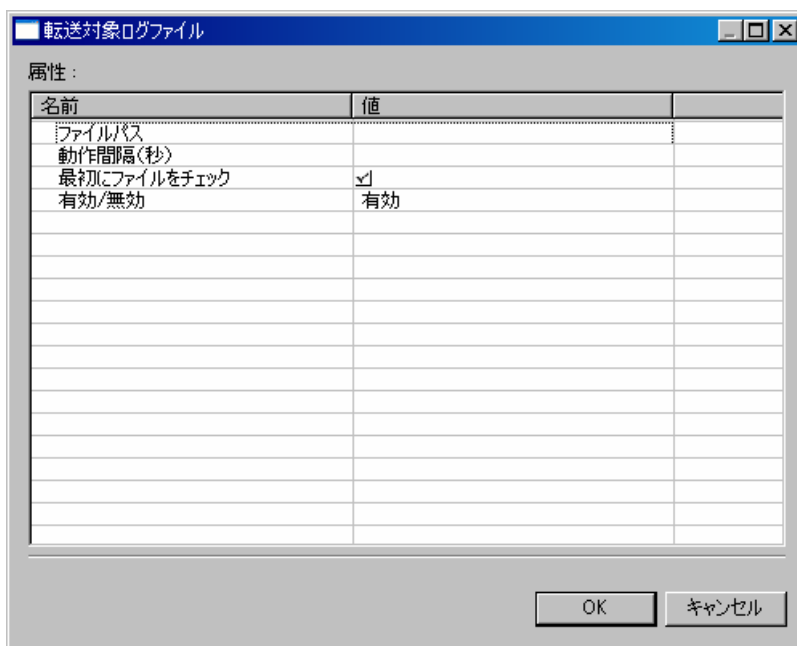 転送対象ログファイル
属性：
名前 値
ファイルパス
動作間隔(秒)
最初にファイルをチェック
有効/無効 有効
OK キャンセル